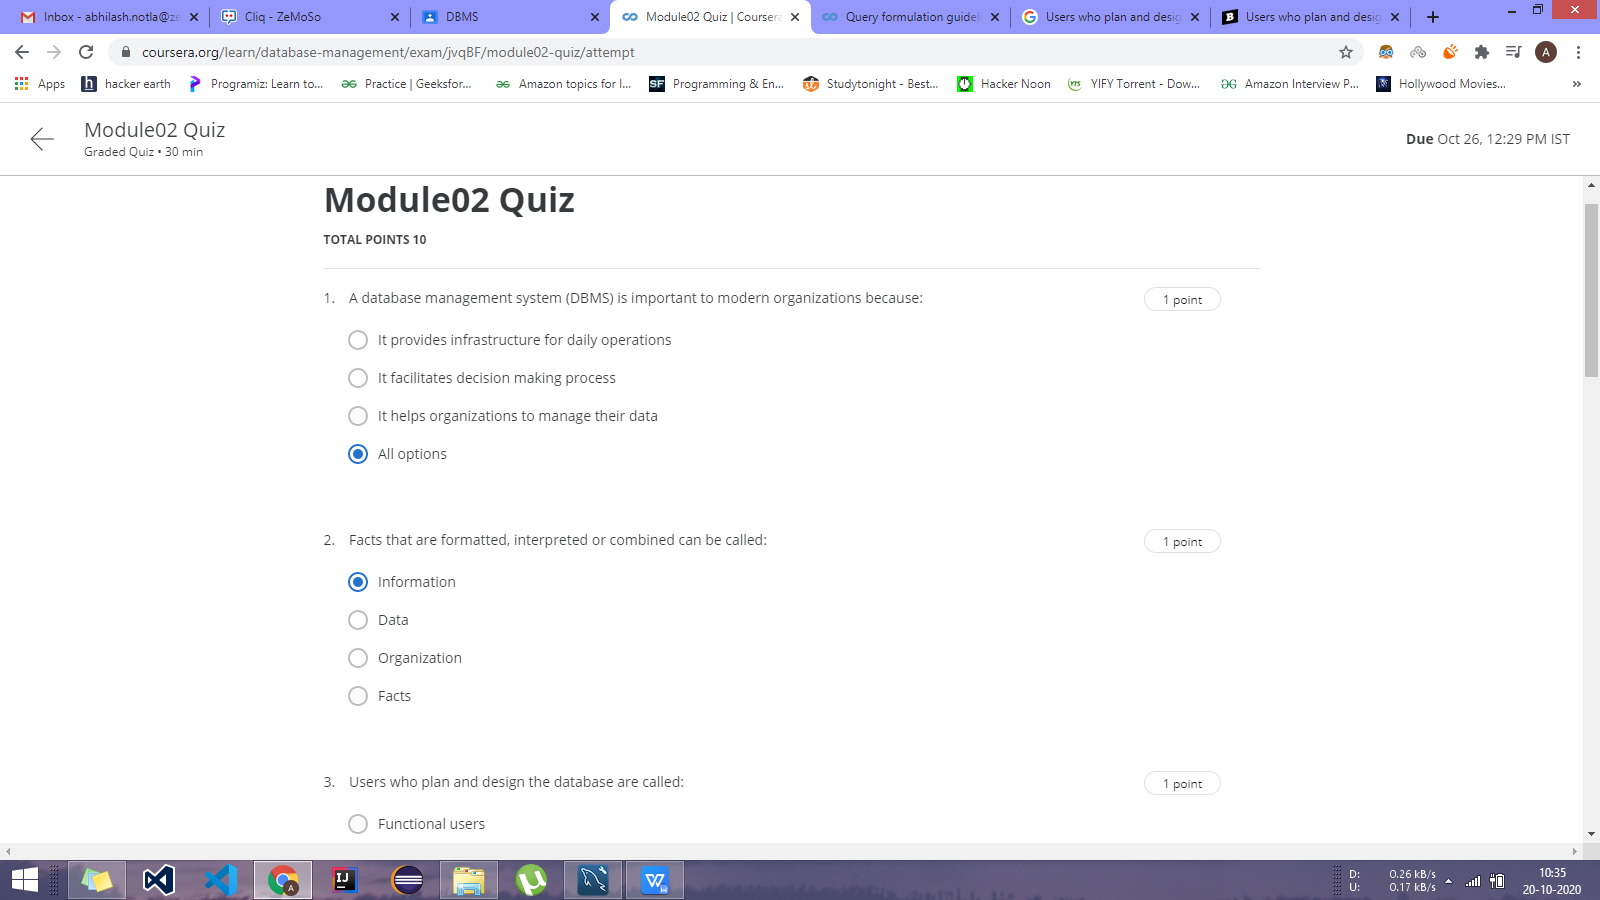 Inbox - abhilash.notla@ze
Cliq - ZeMoSo
DBMS
Module02 Quiz | Coursera
Query formulation guideli
Users who plan and desig
Users who plan and desig
coursera.org/learn/database-management/exam/jvqBF/module02-quiz/attempt
A
Apps
hacker earth
Programiz: Learn to...
Practice | Geeksfor...
Amazon topics for I...
SF Programming & En...
Studytonight - Best...
Hacker Noon
YTS YIFY Torrent - Dow...
Amazon Interview P...
Hollywood Movies...
»
Module02 Quiz
Graded Quiz • 30 min
Due Oct 26, 12:29 PM IST
Module02 Quiz
TOTAL POINTS 10
1. A database management system (DBMS) is important to modern organizations because:
1 point
It provides infrastructure for daily operations
It facilitates decision making process
It helps organizations to manage their data
All options
2. Facts that are formatted, interpreted or combined can be called:
1 point
Information
Data
Organization
Facts
3. Users who plan and design the database are called:
1 point
Functional users
D: 0.26 kB/s
U: 0.17 kB/s
10:35
20-10-2020